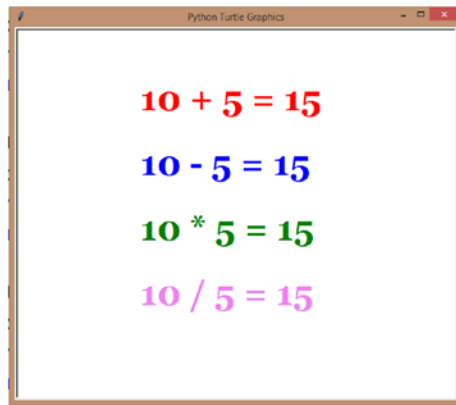 Python Turtle Graphics
10 + 5 = 15
10 - 5 = 15
10 * 5 = 15
10 / 5 = 15